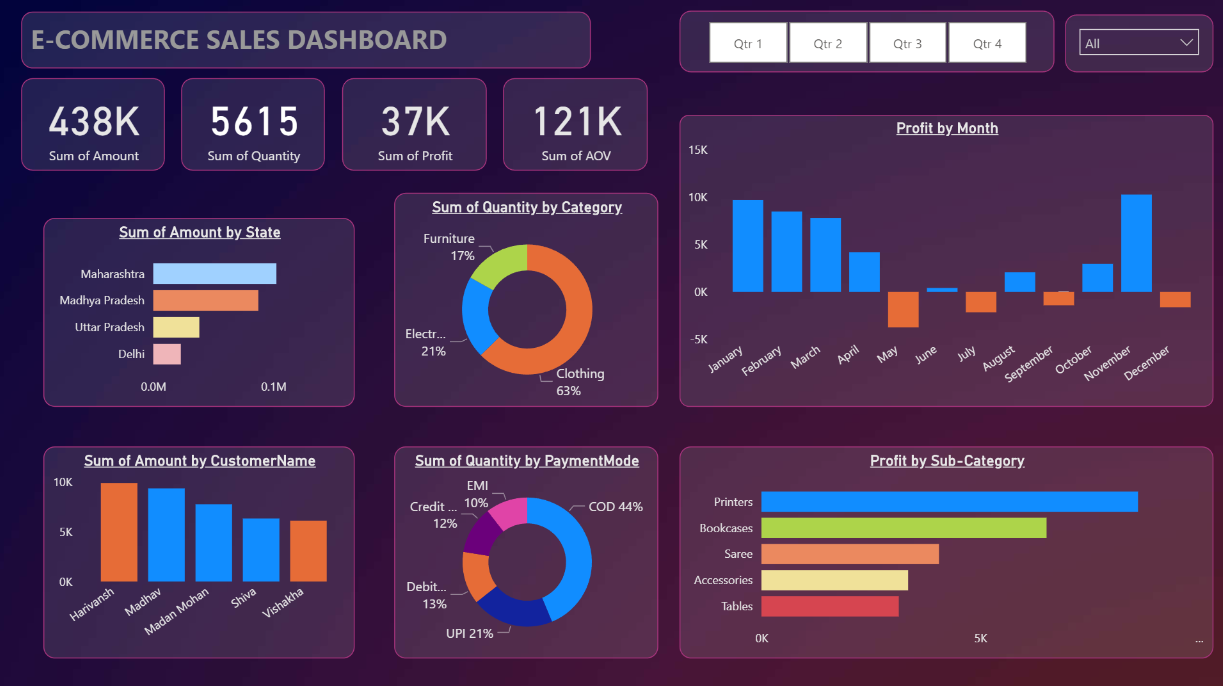 E-COMMERCE SALES DASHBOARD
Qtr 1
Qtr 2
Qtr 3
Qtr 4
All
438K
Sum of Amount
5615
Sum of Quantity
37K
Sum of Profit
121K
Sum of AOV
Sum of Amount by State
Maharashtra
Madhya Pradesh
Uttar Pradesh
Delhi
0.0M
0.1M
Sum of Quantity by Category
Furniture
17%
Electr...
21%
Clothing
63%
Profit by Month
15K
10K
5K
0K
-5K
January
February
March
April
May
June
July
August
September
October
November
December
Sum of Amount by CustomerName
10K
5K
0K
Harivansh
Madhav
Madan Mohan
Shiva
Vishakha
Sum of Quantity by PaymentMode
EMI
10%
Credit ...
12%
Debit...
13%
UPI 21%
COD 44%
Profit by Sub-Category
Printers
Bookcases
Saree
Accessories
Tables
0K
5K
...